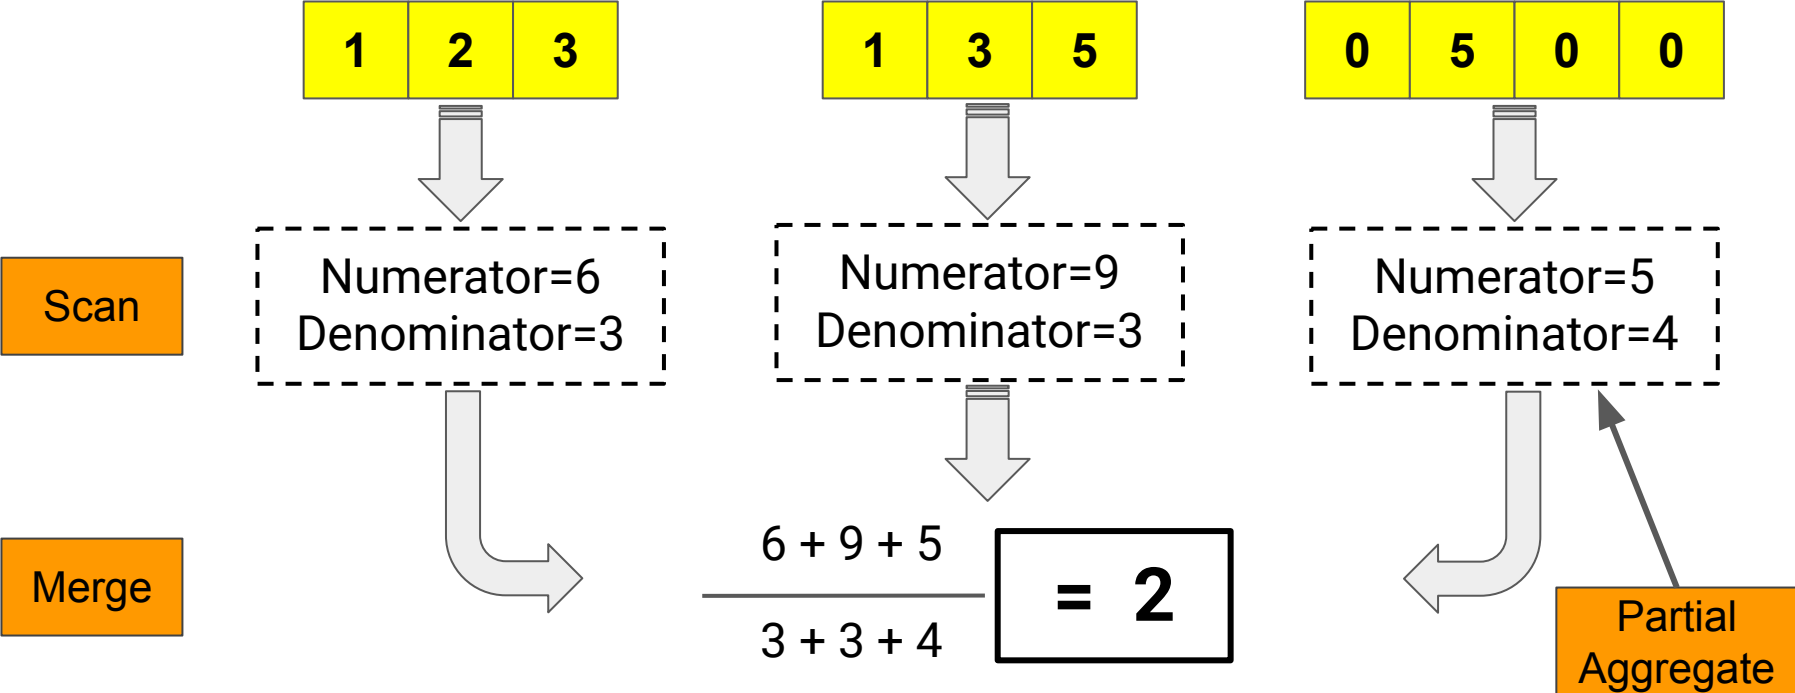 1 2 3
1 3 5
0 5 0 0
Scan
Numerator=6
Denominator=3
Numerator=9
Denominator=3
Numerator=5
Denominator=4
Merge
6 + 9 + 5
3 + 3 + 4
= 2
Partial
Aggregate